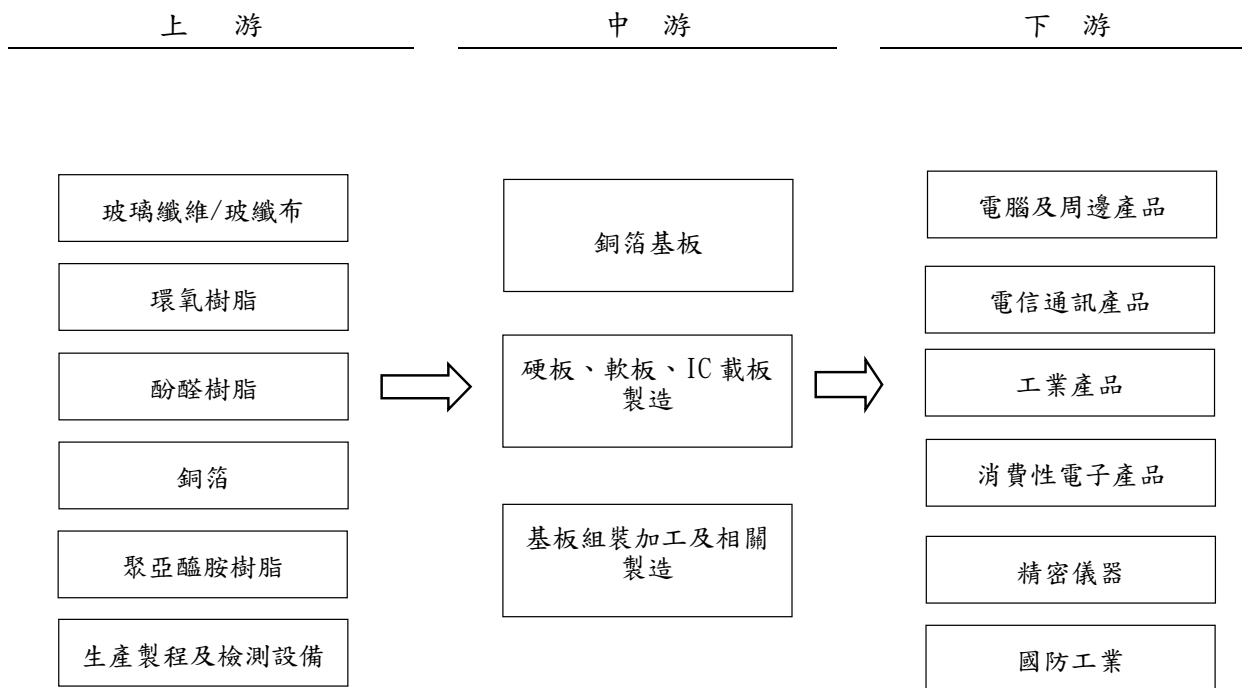 上 游
中 游
下 游
玻璃纖維/玻纖布
環氧樹脂
酚醛樹脂
銅箔
聚亞醯胺樹脂
生產製程及檢測設備
銅箔基板
硬板、軟板、IC 載板
製造
基板組裝加工及相關
製造
電腦及周邊產品
電信通訊產品
工業產品
消費性電子產品
精密儀器
國防工業